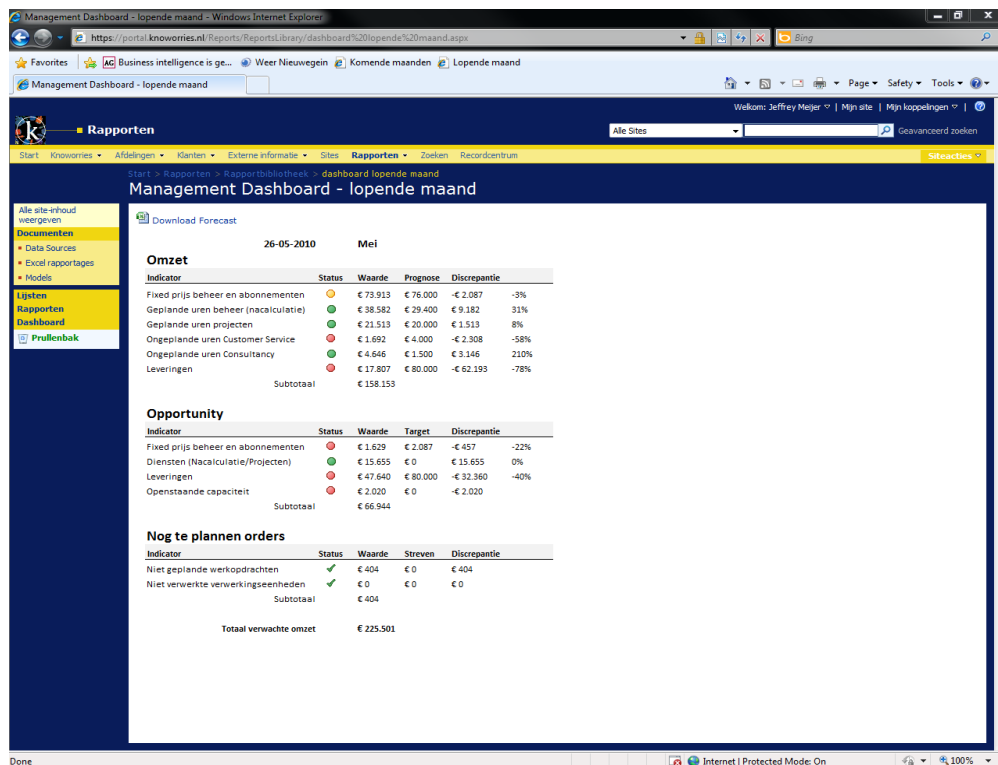 Management Dashboard - lopende maand - Windows Internet Explorer
https://portal.knoworries.nl/Reports/ReportsLibrary/dashboard%20lopende%20maand.aspx
Bing
Favorites AG Business intelligence is ge... Weer Nieuwegein Komende maanden Lopende maand
Management Dashboard - lopende maand Page Safety Tools
Welkom: Jeffrey Meijer | Mijn site | Mijn koppelingen |
k Rapporten Alle Sites Geavanceerd zoeken
Start Knoworries Afdelingen Klanten Externe informatie Sites Rapporten Zoeken Recordcentrum Siteacties
Start > Rapporten > Rapportbibliotheek > dashboard lopende maand
Management Dashboard - lopende maand
Alle site-inhoud
weergeven
Documenten
Data Sources
Excel rapportages
Models
Lijsten
Rapporten
Dashboard
Prullenbak
Download Forecast
26-05-2010 Mei
Omzet
Indicator Status Waarde Prognose Discrepantie
Fixed prijs beheer en abonnementen € 73.913 € 76.000 -€ 2.087 -3%
Geplande uren beheer (nacalculatie) € 38.582 € 29.400 € 9.182 31%
Geplande uren projecten € 21.513 € 20.000 € 1.513 8%
Ongeplande uren Customer Service € 1.692 € 4.000 -€ 2.308 -58%
Ongeplande uren Consultancy € 4.646 € 1.500 € 3.146 210%
Leveringen € 17.807 € 80.000 -€ 62.193 -78%
Subtotaal € 158.153
Opportunity
Indicator Status Waarde Target Discrepantie
Fixed prijs beheer en abonnementen € 1.629 € 2.087 -€ 457 -22%
Diensten (Nacalculatie/Projecten) € 15.655 € 0 € 15.655 0%
Leveringen € 47.640 € 80.000 -€ 32.360 -40%
Openstaande capaciteit € 2.020 € 0 -€ 2.020
Subtotaal € 66.944
Nog te plannen orders
Indicator Status Waarde Streven Discrepantie
Niet geplande werkopdrachten € 404 € 0 € 404
Niet verwerkte verwerkingseenheden € 0 € 0 € 0
Subtotaal € 404
Totaal verwachte omzet € 225.501
Done Internet | Protected Mode: On 100%